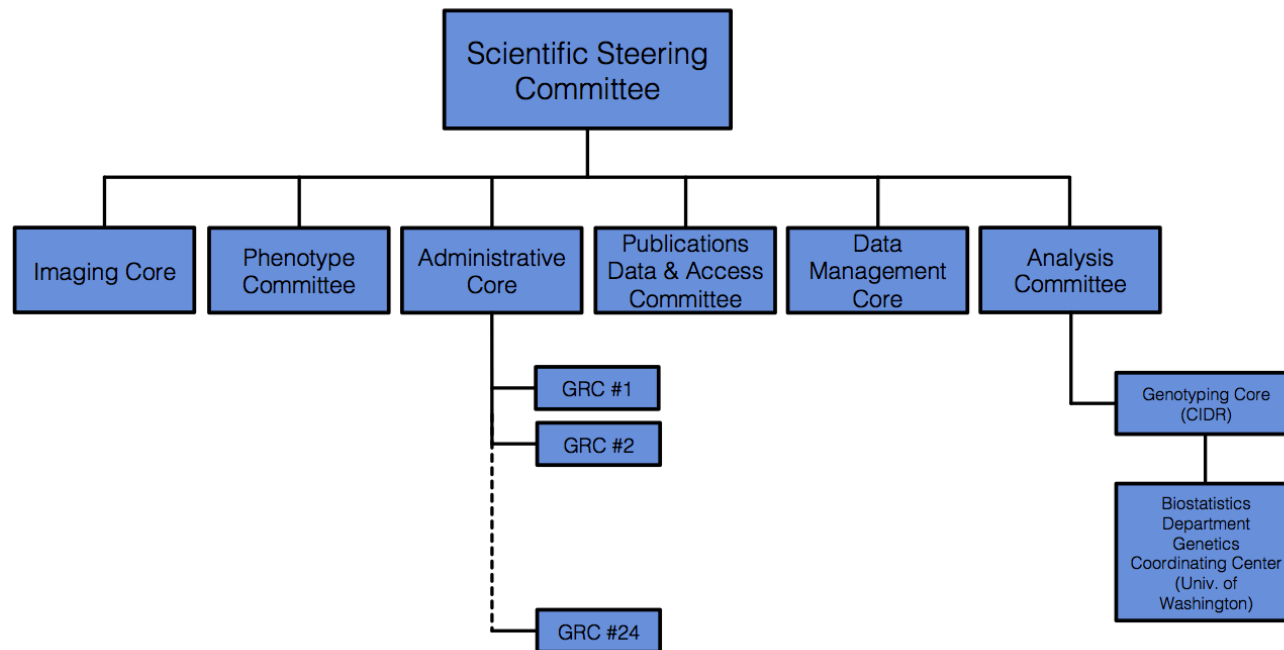 Scientific Steering
Committee
Imaging Core
Phenotype
Committee
Administrative
Core
Publications
Data & Access
Committee
Data
Management
Core
Analysis
Committee
GRC #1
GRC #2
GRC #24
Genotyping Core
(CIDR)
Biostatistics
Department
Genetics
Coordinating Center
(Univ. of
Washington)